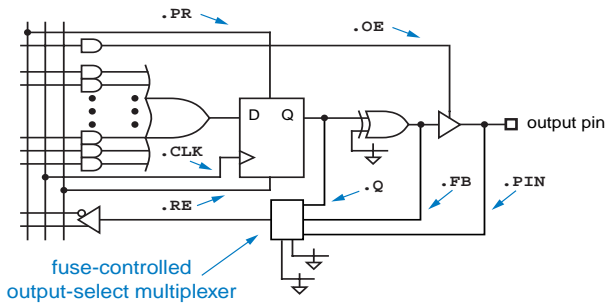 .PR
.OE
D Q
output pin
.CLK
.RE
.Q
.FB
.PIN
fuse-controlled
output-select multiplexer